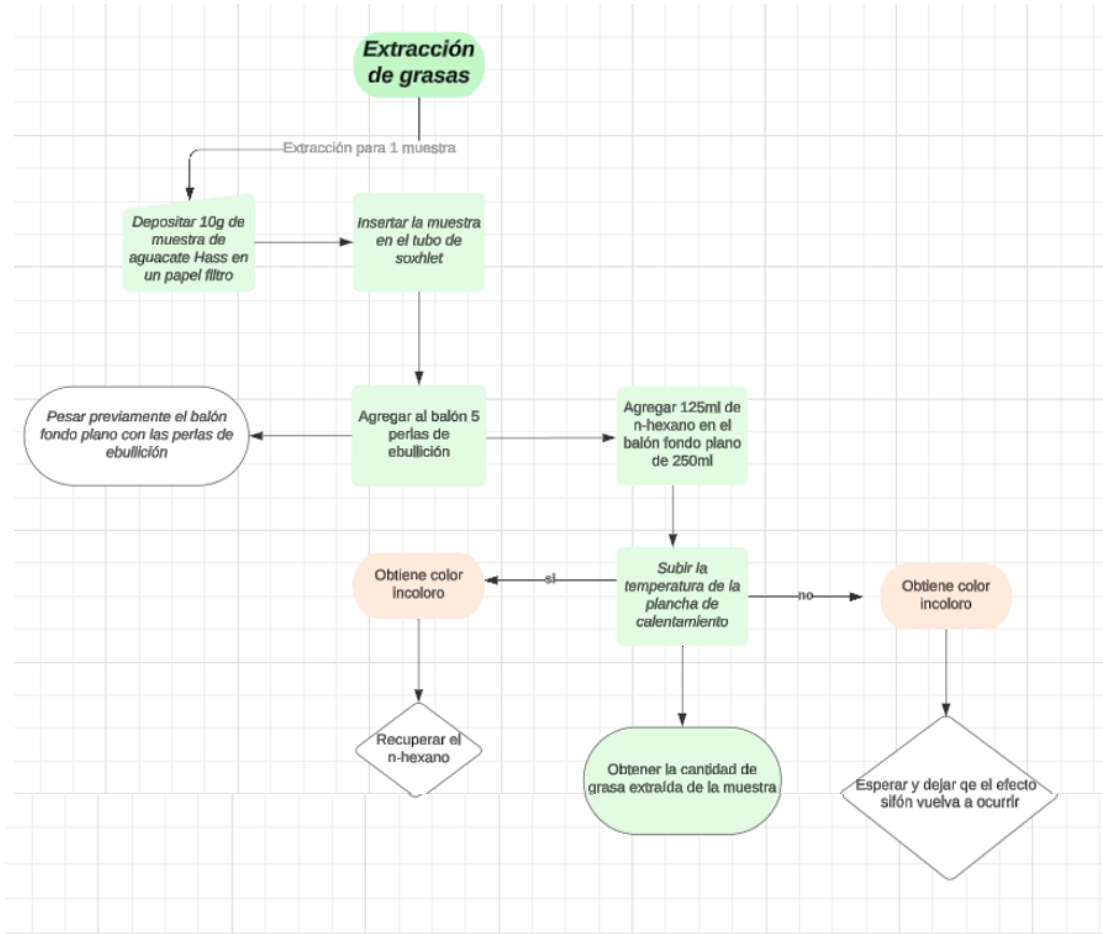 Extracción
de grasas
Extracción para 1 muestra
Depositar 10g de
muestra de
aguacate Hass en
un papel filtro
Insertar la muestra
en el tubo de
soxhlet
Pesar previamente el balón
fondo plano con las perlas de
ebullición
Agregar al balón 5
perlas de
ebullición
Agregar 125ml de
n-hexano en el
balón fondo plano
de 250ml
Obtiene color
incoloro
si
Subir la
temperatura de la
plancha de
calentamiento
no
Obtiene color
incoloro
Recuperar el
n-hexano
Obtener la cantidad de
grasa extraída de la muestra
Esperar y dejar qe el efecto
sifón vuelva a ocurrir